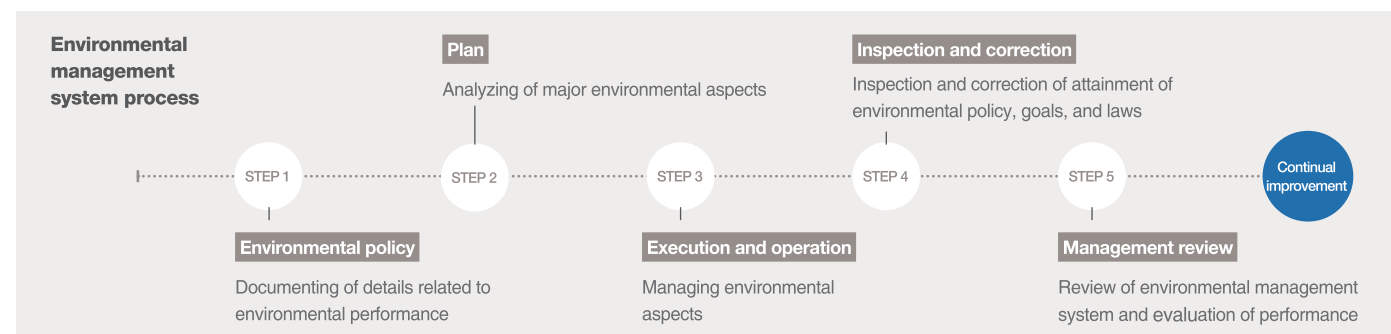 Environmental
management
system process
Plan
Analyzing of major environmental aspects
Inspection and correction
Inspection and correction of attainment of
environmental policy, goals, and laws
STEP 1
STEP 2
STEP 3
STEP 4
STEP 5
Continual
improvement
Environmental policy
Documenting of details related to
environmental performance
Execution and operation
Managing environmental
aspects
Management review
Review of environmental management
system and evaluation of performance